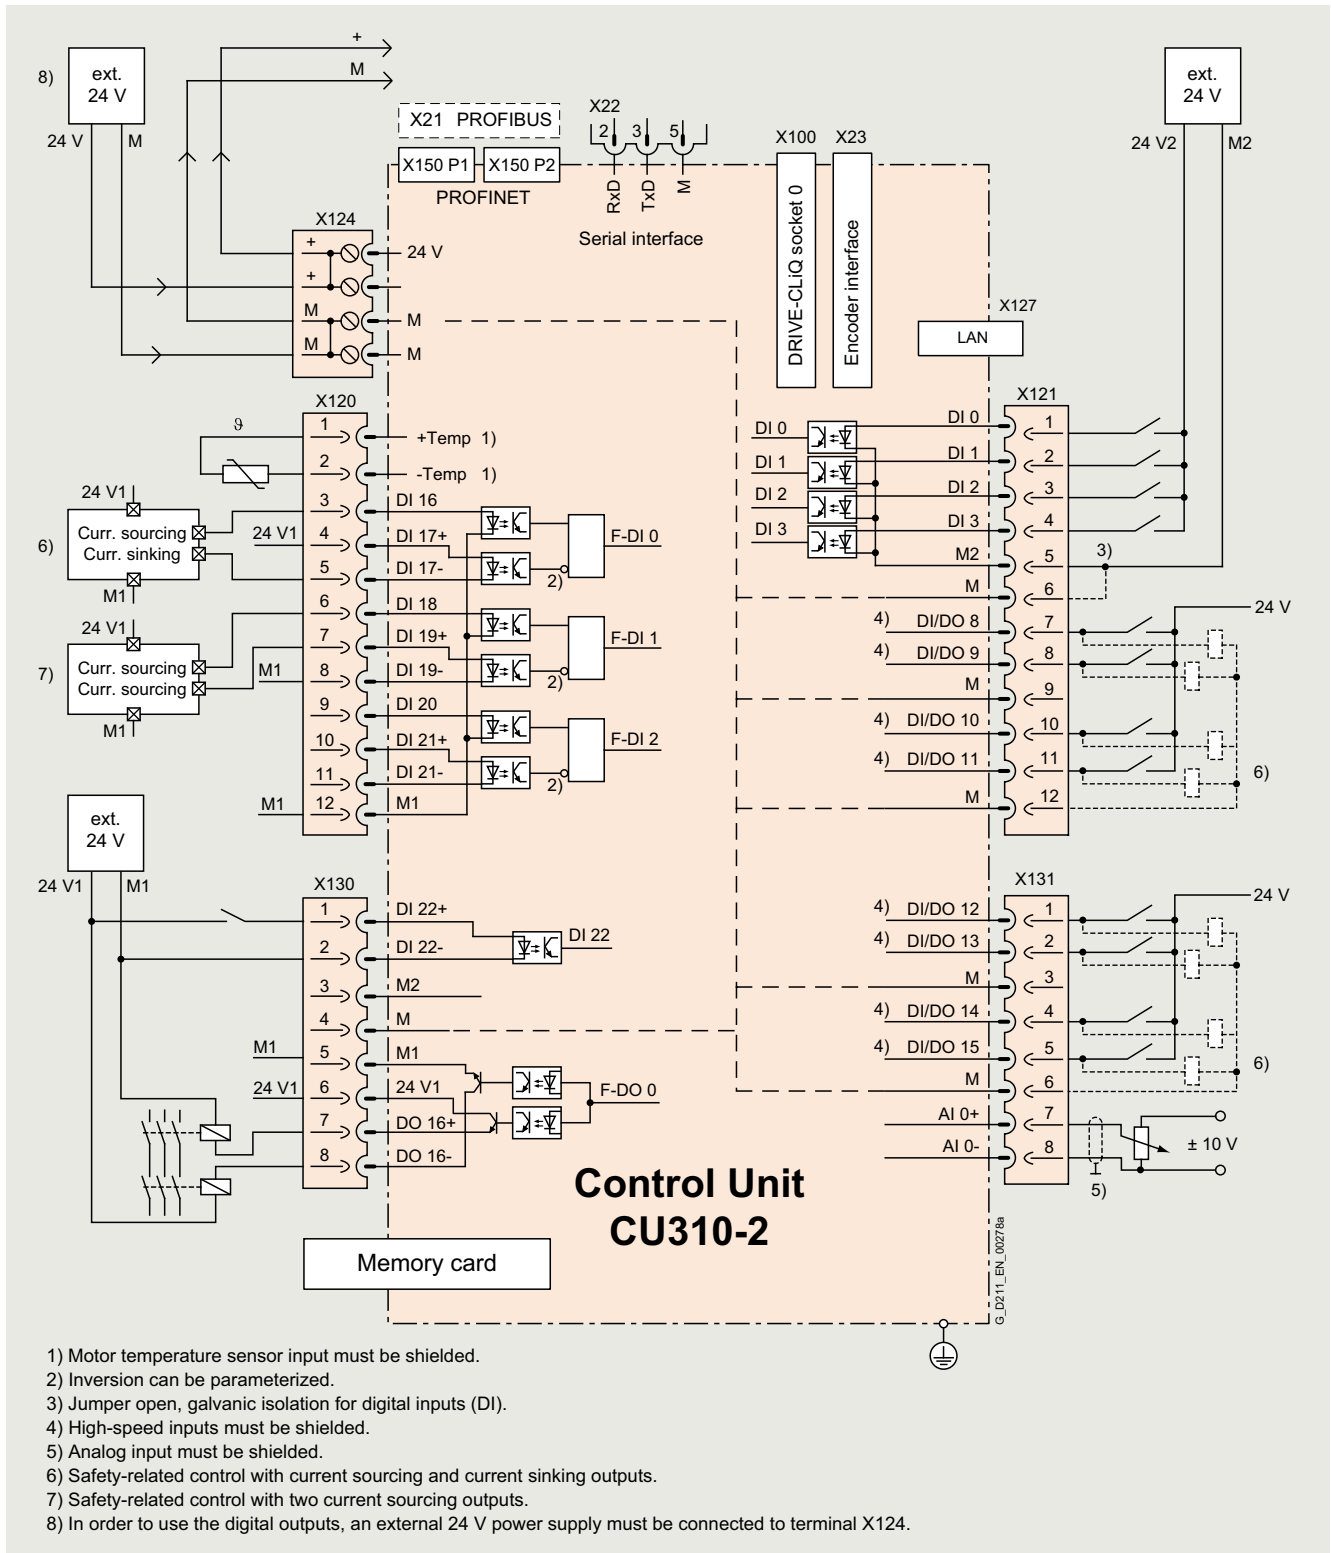 +
M
8)
ext.
24 V
24 V
M
X21 PROFIBUS
X150 P1
X150 P2
PROFINET
X22
2
3
5
RxD
TxD
M
Serial interface
X100
X23
DRIVE-CLiQ socket 0
Encoder interface
ext.
24 V
24 V2
M2
X127
LAN
X124
+
24 V
+
M
M
M
M
X120
ϑ
1
+Temp 1)
2
-Temp 1)
24 V1
6)
Curr. sourcing
Curr. sinking
M1
3
DI 16
24 V1
4
DI 17+
5
DI 17-
2)
F-DI 0
24 V1
7)
Curr. sourcing
Curr. sourcing
M1
6
DI 18
7
DI 19+
M1
8
DI 19-
2)
F-DI 1
9
DI 20
10
DI 21+
11
DI 21-
2)
F-DI 2
M1
12
M1
X121
DI 0
DI 0
1
DI 1
DI 1
2
DI 2
DI 2
3
DI 3
DI 3
4
M2
5
3)
M
6
24 V
4)
DI/DO 8
7
4)
DI/DO 9
8
M
9
4)
DI/DO 10
10
4)
DI/DO 11
11
6)
M
12
ext.
24 V
24 V1
M1
X130
1
DI 22+
2
DI 22-
DI 22
3
M2
4
M
M1
5
M1
24 V1
6
24 V1
F-DO 0
7
DO 16+
8
DO 16-
X131
24 V
4)
DI/DO 12
1
4)
DI/DO 13
2
M
3
4)
DI/DO 14
4
4)
DI/DO 15
5
6)
M
6
AI 0+
7
AI 0-
8
5)
± 10 V
Control Unit
CU310-2
Memory card
G_D211_EN_00278a
1) Motor temperature sensor input must be shielded.
2) Inversion can be parameterized.
3) Jumper open, galvanic isolation for digital inputs (DI).
4) High-speed inputs must be shielded.
5) Analog input must be shielded.
6) Safety-related control with current sourcing and current sinking outputs.
7) Safety-related control with two current sourcing outputs.
8) In order to use the digital outputs, an external 24 V power supply must be connected to terminal X124.